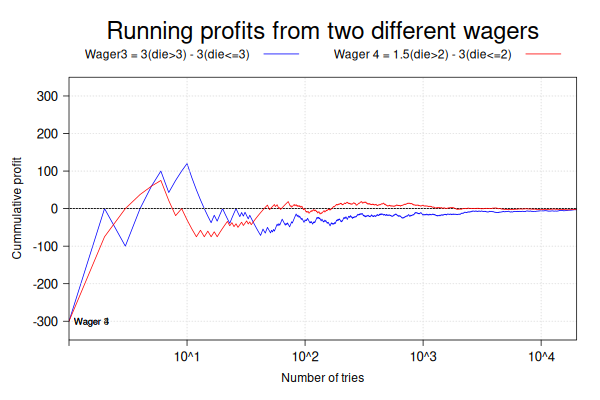 Running profits from two different wagers
Wager3 = 3(die>3) - 3(die<=3) Wager 4 = 1.5(die>2) - 3(die<=2)
300
200
100
0
-100
-200
-300
Cummulative profit
Wager
10^1 10^2 10^3 10^4
Number of tries